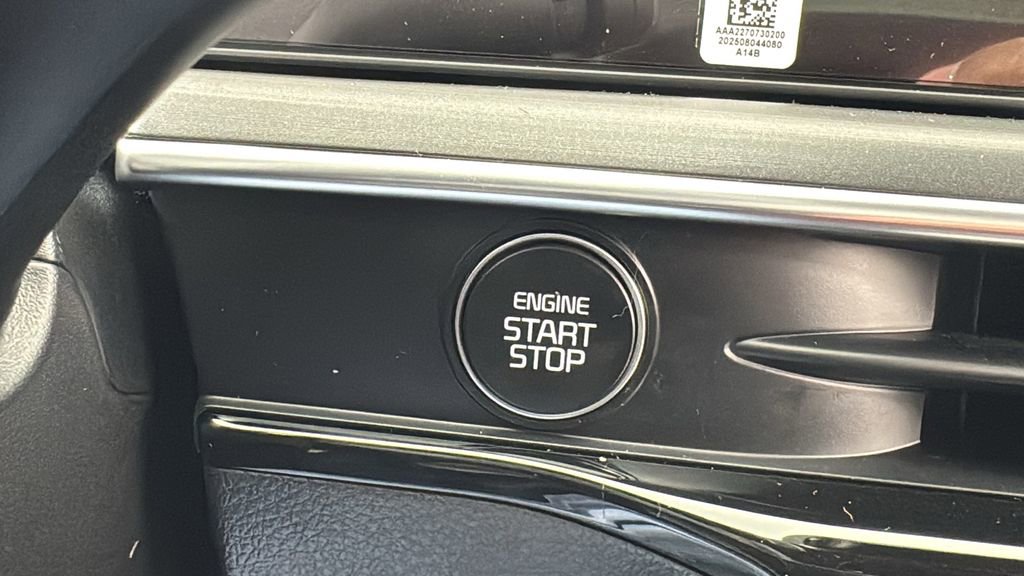 AAA2270730200
202508044080
A14B
ENGINE
START
STOP